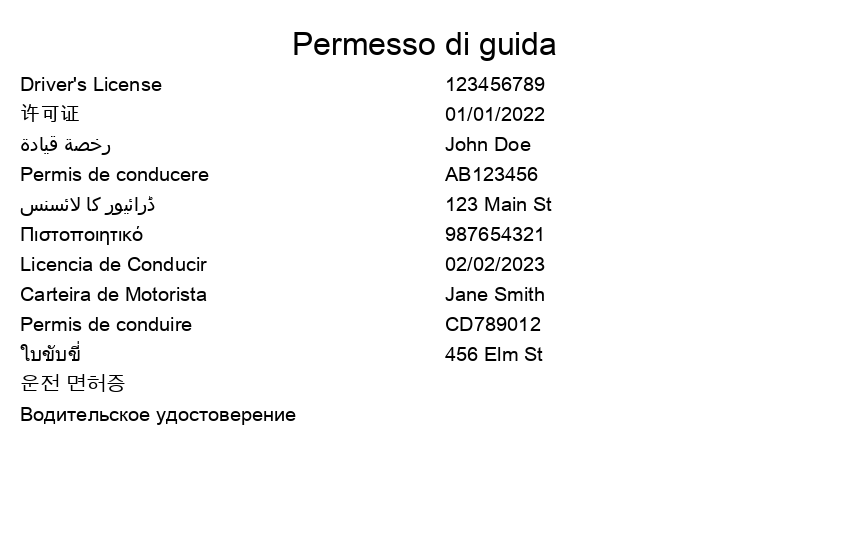 Permesso di guida
Driver's License 123456789
许可证 01/01/2022
رخصة قيادة John Doe
Permis de conducere AB123456
ڈرائیور کا لائسنس 123 Main St
Πιστοποιητικό 987654321
Licencia de Conducir 02/02/2023
Carteira de Motorista Jane Smith
Permis de conduire CD789012
ใบขับขี่ 456 Elm St
운전 면허증
Водительское удостоверение